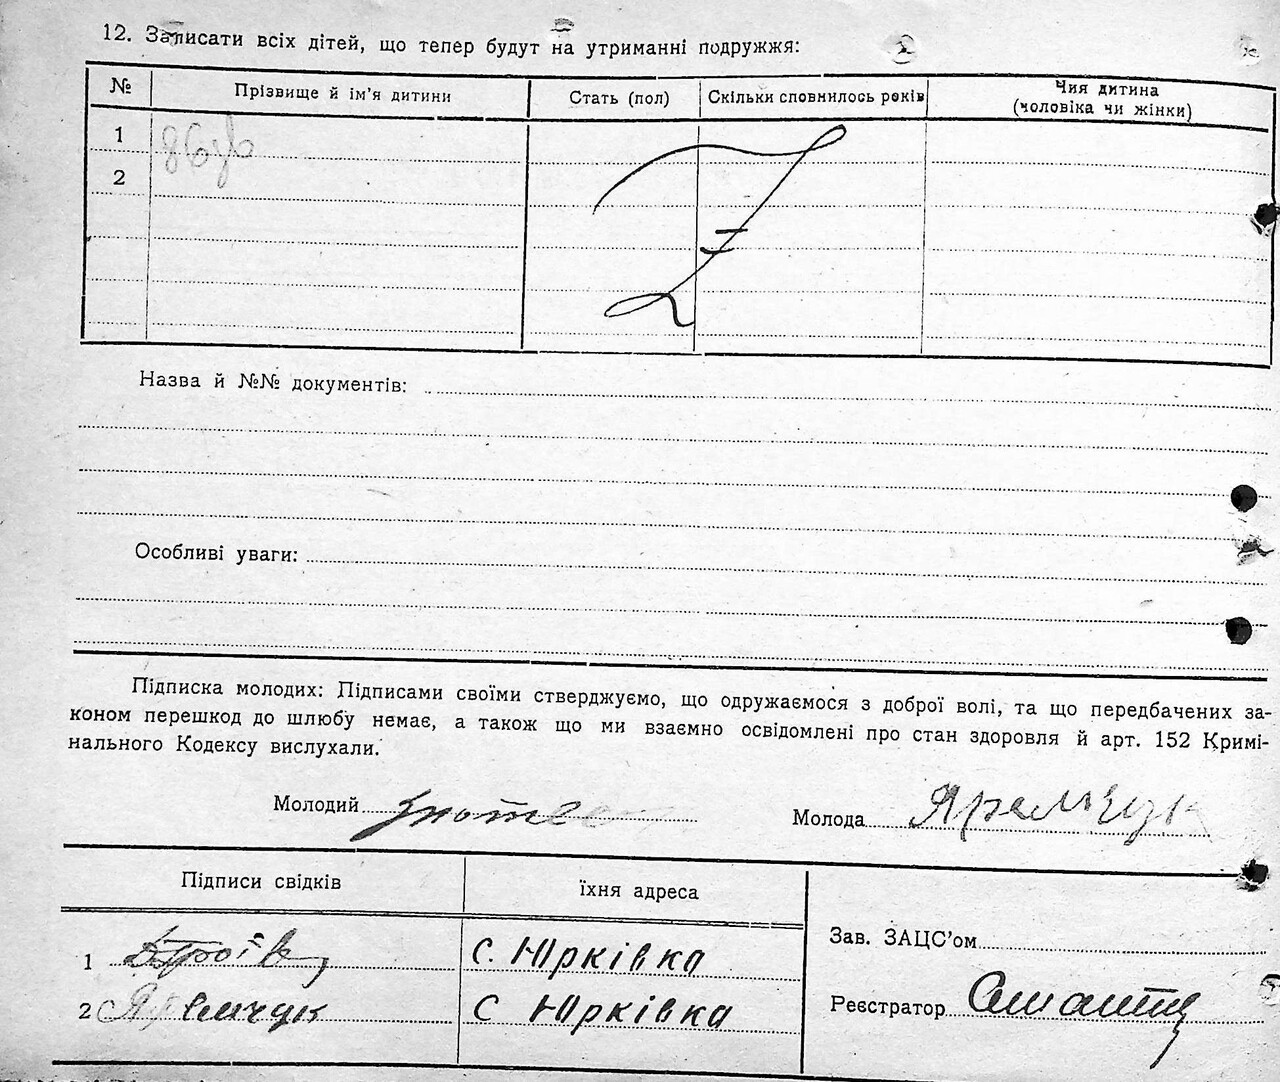 12. Записати всіх дітей, що тепер будут на утриманні подружжя:
№ Прізвище й ім'я дитини Стать (пол) Скільки сповнилось років Чия дитина (чоловіка чи жінки)
1
2
Назва й №№ документів:
Особливі уваги:
Підписка молодих: Підписами своїми стверджуємо, що одружаємося з доброї волі, та що передбачених за-
коном перешкод до шлюбу немає, а також що ми взаємно освідомлені про стан здоровля й арт. 152 Кримі-
нального Кодексу вислухали.
Молодий
Молода Яремчук
Підписи свідків їхня адреса
1 с. Юрківка
2 Яремчук с Юрківка
Зав. ЗАЦС'ом
Реєстратор